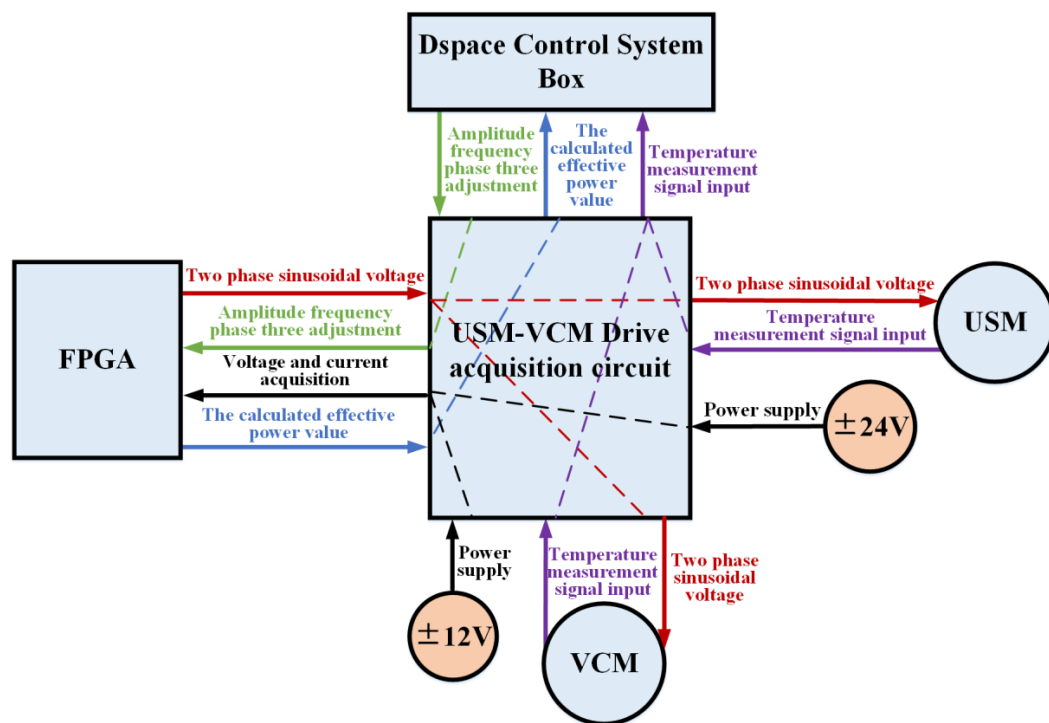 Dspace Control System
Box
Amplitude
frequency
phase three
adjustment
The
calculated
effective
power
value
Temperature
measurement
signal input
FPGA
Two phase sinusoidal voltage
Amplitude frequency
phase three adjustment
Voltage and current
acquisition
The calculated effective
power value
USM-VCM Drive
acquisition circuit
Two phase sinusoidal voltage
Temperature
measurement signal input
USM
Power supply
±24V
Power
supply
±12V
Temperature
measurement
signal input
VCM
Two phase
sinusoidal
voltage